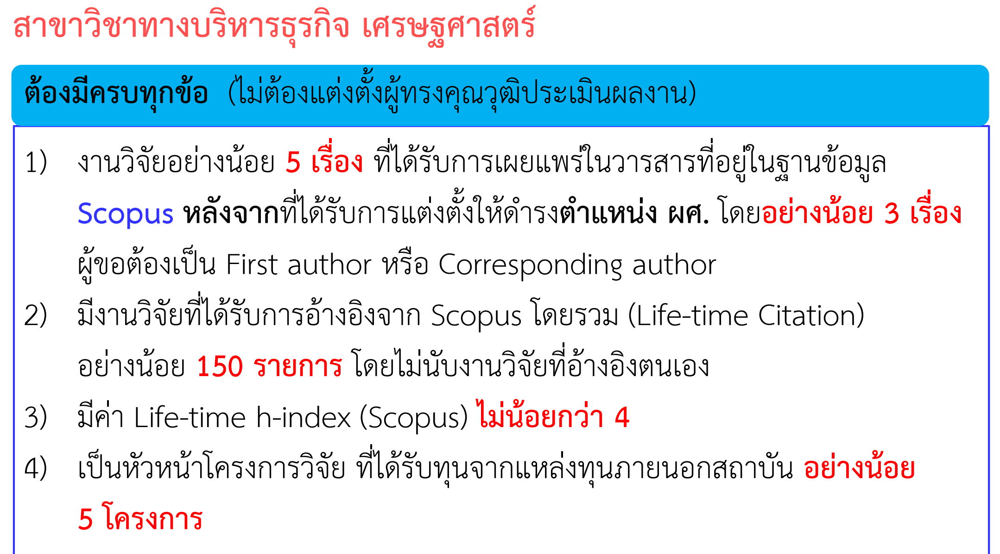 สาขาวิชาทางบริหารธุรกิจ เศรษฐศาสตร์
ต้องมีครบทุกข้อ (ไม่ต้องแต่งตั้งผู้ทรงคุณวุฒิประเมินผลงาน)
1) งานวิจัยอย่างน้อย 5 เรื่อง ที่ได้รับการเผยแพร่ในวารสารที่อยู่ในฐานข้อมูล
Scopus หลังจากที่ได้รับการแต่งตั้งให้ดำรงตำแหน่ง ผศ. โดยอย่างน้อย 3 เรื่อง
ผู้ขอต้องเป็น First author หรือ Corresponding author
2) มีงานวิจัยที่ได้รับการอ้างอิงจาก Scopus โดยรวม (Life-time Citation)
อย่างน้อย 150 รายการ โดยไม่นับงานวิจัยที่อ้างอิงตนเอง
3) มีค่า Life-time h-index (Scopus) ไม่น้อยกว่า 4
4) เป็นหัวหน้าโครงการวิจัย ที่ได้รับทุนจากแหล่งทุนภายนอกสถาบัน อย่างน้อย
5 โครงการ